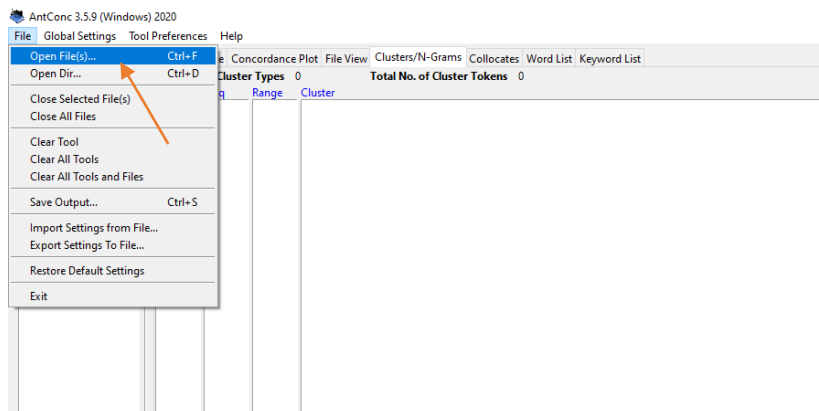 AntConc 3.5.9 (Windows) 2020
File Global Settings Tool Preferences Help
Concordance Plot File View Clusters/N-Grams Collocates Word List Keyword List
Cluster Types 0 Total No. of Cluster Tokens 0
Range Cluster
Open File(s)... Ctrl+F
Open Dir... Ctrl+D
Close Selected File(s)
Close All Files
Clear Tool
Clear All Tools
Clear All Tools and Files
Save Output... Ctrl+S
Import Settings from File...
Export Settings To File...
Restore Default Settings
Exit